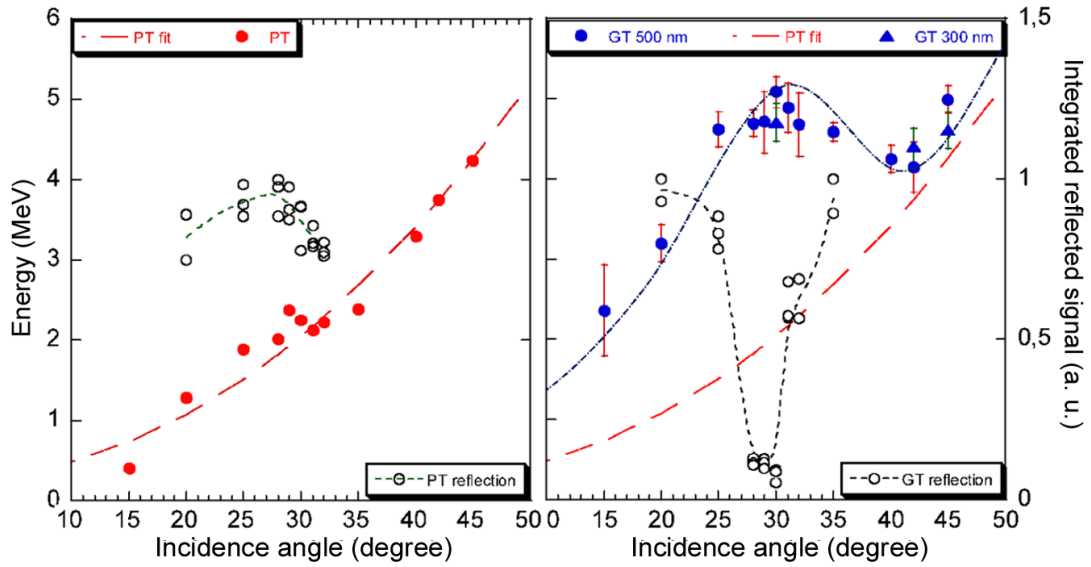 PT fit PT
GT 500 nm PT fit GT 300 nm
6
5
4
3
2
1
0
Energy (MeV)
PT reflection
10 15 20 25 30 35 40 45 50
Incidence angle (degree)
GT reflection
0 15 20 25 30 35 40 45 50
Incidence angle (degree)
1,5
1
0.5
0
Integrated reflected signal (a. u.)